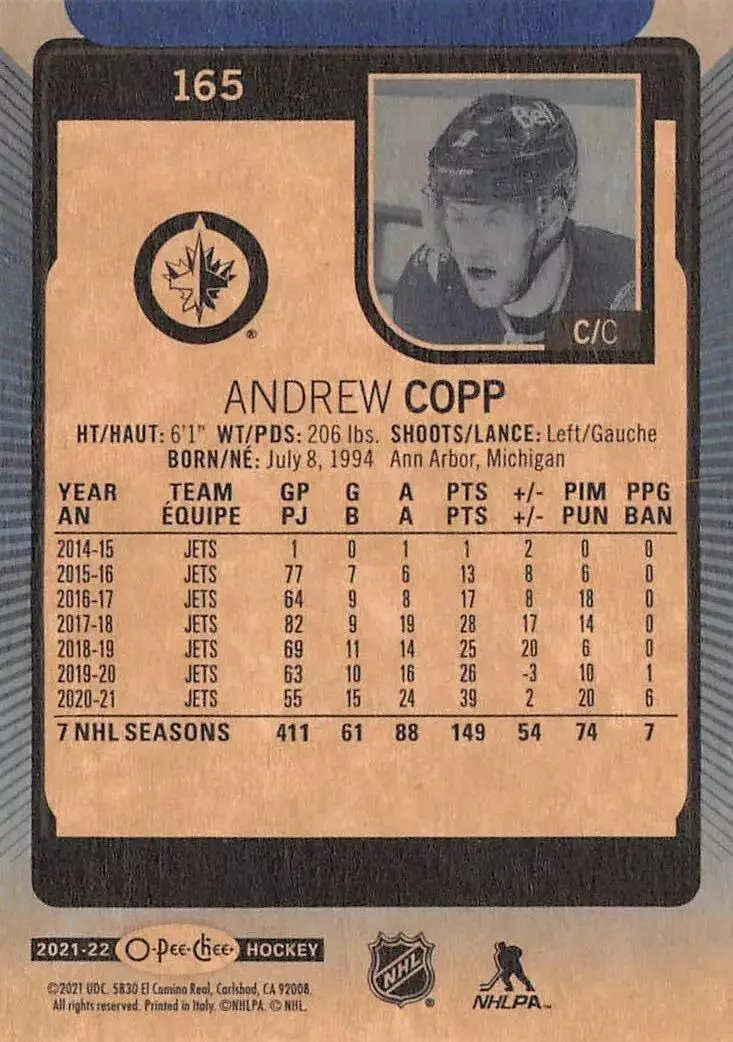 165
Bell
C/C
ANDREW COPP
HT/HAUT: 6'1" WT/PDS: 206 lbs. SHOOTS/LANCE: Left/Gauche
BORN/NÉ: July 8, 1994 Ann Arbor, Michigan
YEAR TEAM GP G A PTS +/- PIM PPG
AN ÉQUIPE PJ B A PTS +/- PUN BAN
2014-15 JETS 1 0 1 1 2 0 0
2015-16 JETS 77 7 6 13 8 6 0
2016-17 JETS 64 9 8 17 8 18 0
2017-18 JETS 82 9 19 28 17 14 0
2018-19 JETS 69 11 14 25 20 6 0
2019-20 JETS 63 10 16 26 -3 10 1
2020-21 JETS 55 15 24 39 2 20 6
7 NHL SEASONS 411 61 88 149 54 74 7
2021-22 O-Pee-Chee HOCKEY
NHL ®
NHLPA™
©2021 UDC. 5830 El Camino Real, Carlsbad, CA 92008.
All rights reserved. Printed in Italy. ©NHLPA. © NHL.